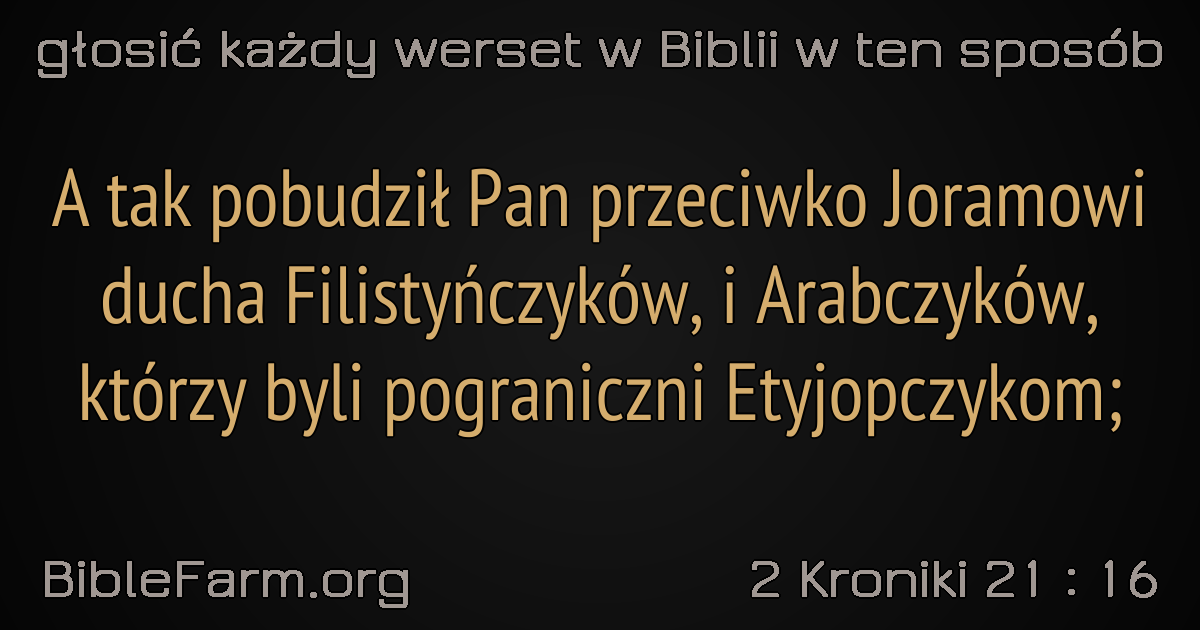 głosić każdy werset w Biblii w ten sposób
A tak pobudził Pan przeciwko Joramowi
ducha Filistyńczyków, i Arabczyków,
którzy byli pograniczni Etyjopczykom;
BibleFarm.org
2 Kroniki 21 : 16